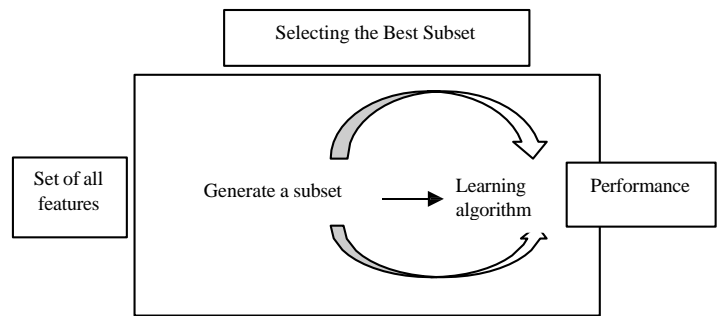 Selecting the Best Subset
Set of all
features
Generate a subset
Learning
algorithm
Performance